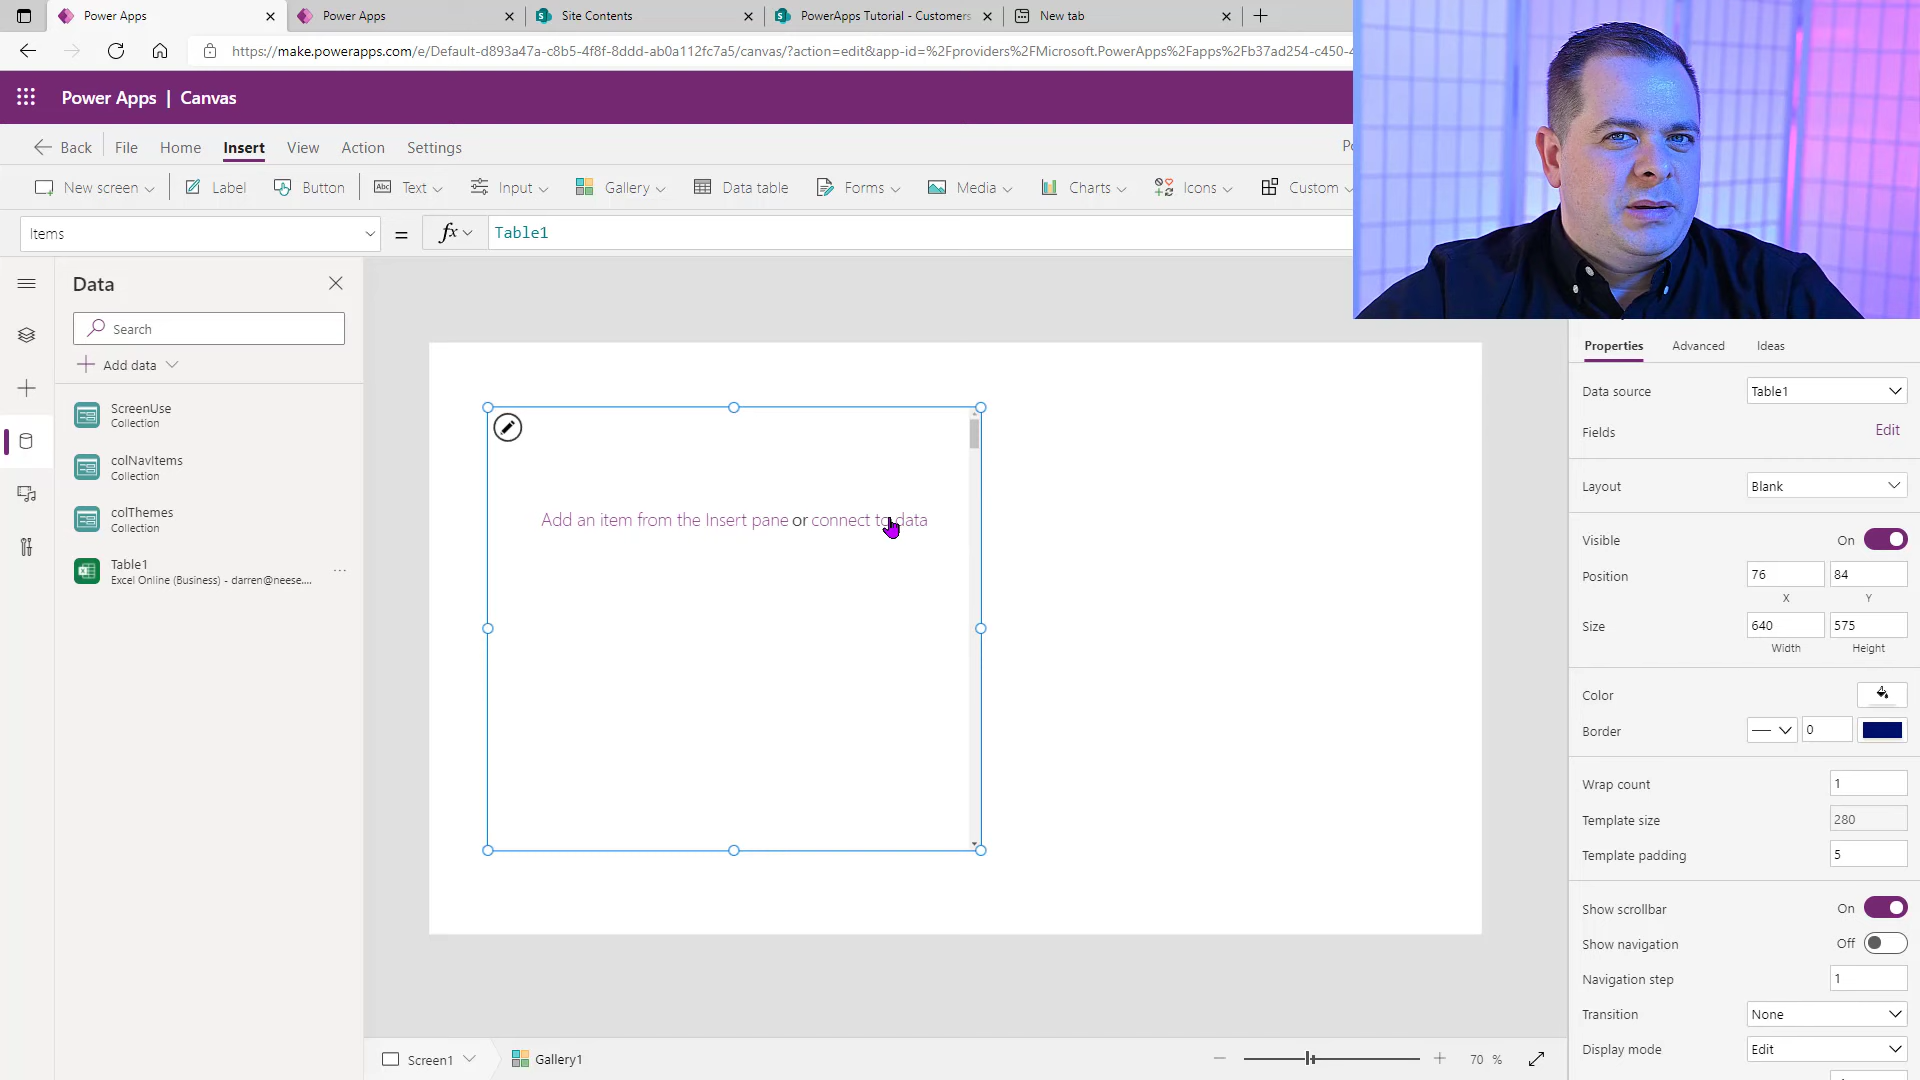 Power Apps
Power Apps
Site Contents
PowerApps Tutorial - Customers
New tab
https://make.powerapps.com/e/Default-d893a47a-c8b5-4f8f-8ddd-ab0a112fc7a5/canvas/?action=edit&app-id=%2Fproviders%2FMicrosoft.PowerApps%2Fapps%2Fb37ad254-c450-4
Power Apps | Canvas
Back File Home Insert View Action Settings
New screen Label Button Text Input Gallery Data table Forms Media Charts Icons Custom
Items = fx Table1
Data
Search
Add data
ScreenUse
Collection
colNavItems
Collection
colThemes
Collection
Table1
Excel Online (Business) - darren@neese....
Add an item from the Insert pane or connect to data
Properties Advanced Ideas
Data source Table1
Fields Edit
Layout Blank
Visible On
Position 76 84
X Y
Size 640 575
Width Height
Color
Border 0
Wrap count 1
Template size 280
Template padding 5
Show scrollbar On
Show navigation Off
Navigation step 1
Transition None
Display mode Edit
Screen1 Gallery1 70 %